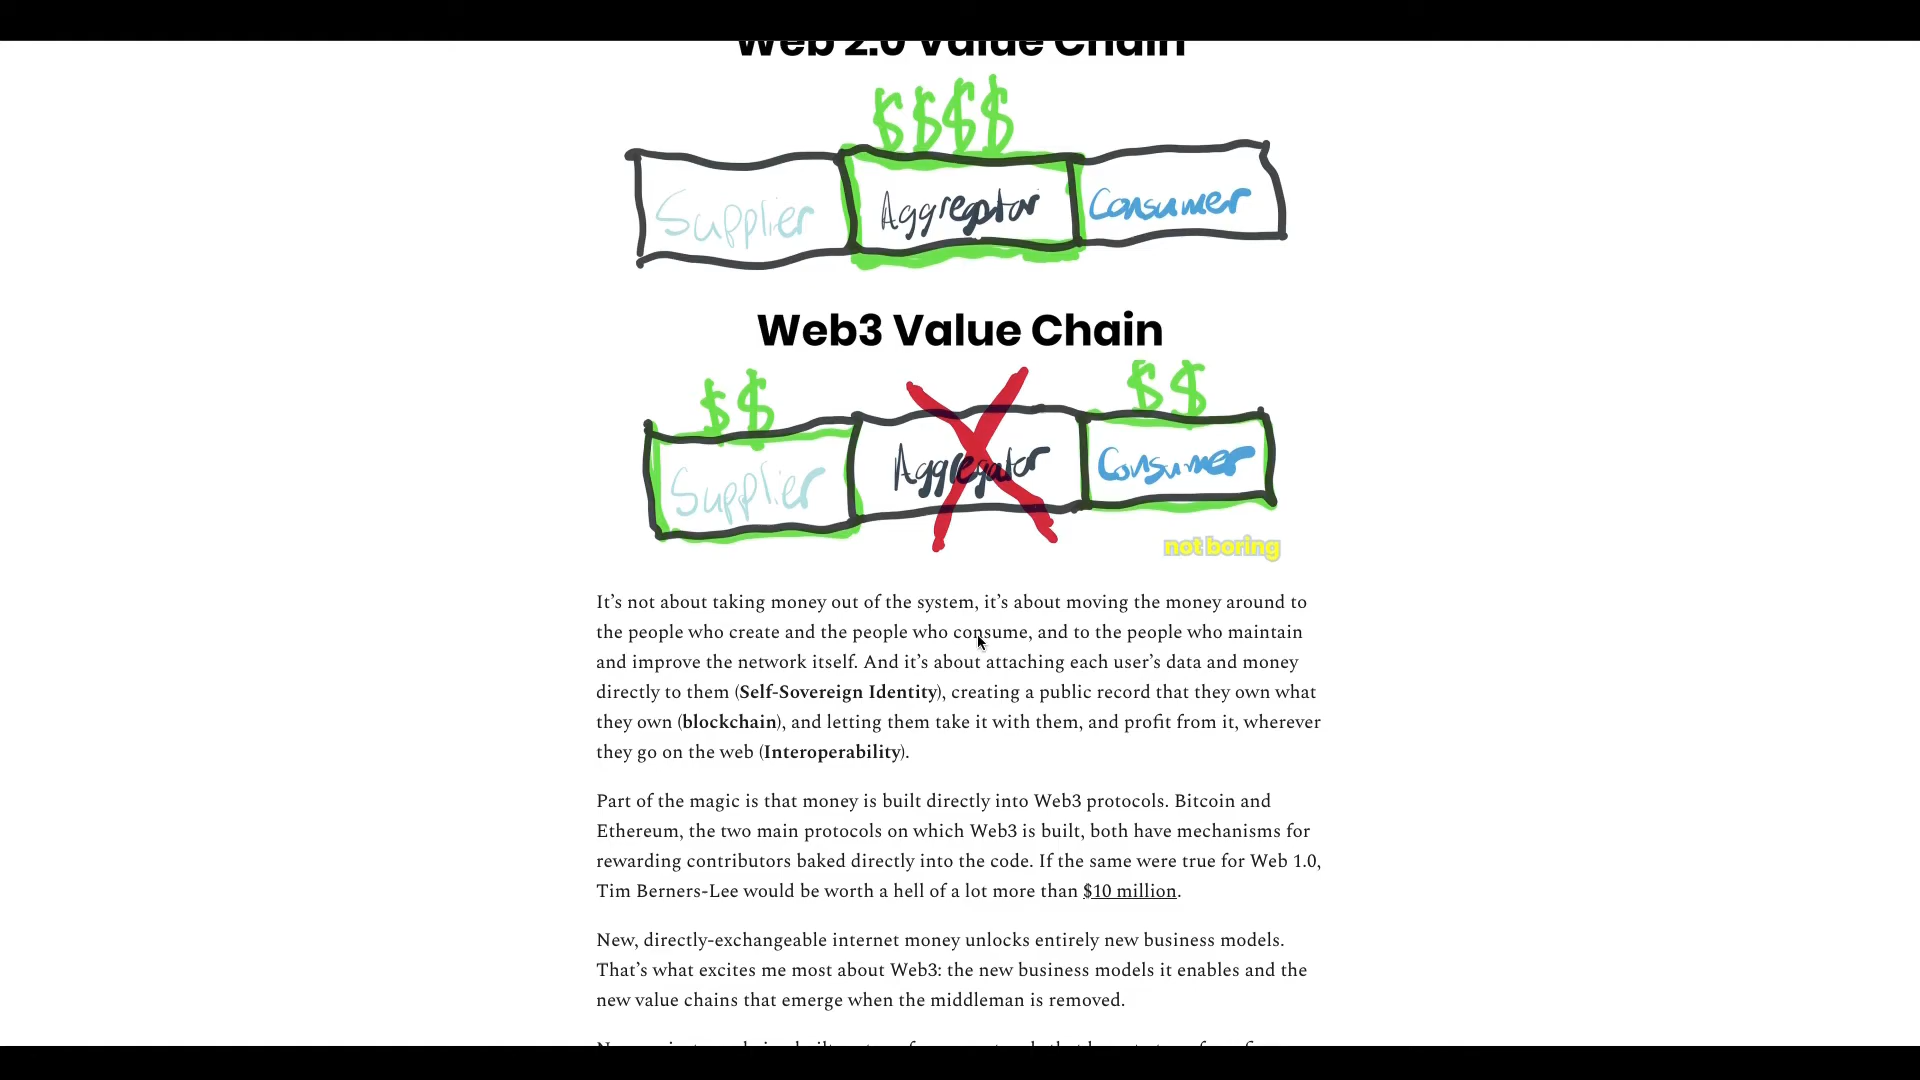 Web 2.0 Value Chain
$$$$
Supplier Aggregator Consumer
Web3 Value Chain
$$ $$
Supplier Aggregator Consumer
not boring
It’s not about taking money out of the system, it’s about moving the money around to
the people who create and the people who consume, and to the people who maintain
and improve the network itself. And it’s about attaching each user’s data and money
directly to them (Self-Sovereign Identity), creating a public record that they own what
they own (blockchain), and letting them take it with them, and profit from it, wherever
they go on the web (Interoperability).
Part of the magic is that money is built directly into Web3 protocols. Bitcoin and
Ethereum, the two main protocols on which Web3 is built, both have mechanisms for
rewarding contributors baked directly into the code. If the same were true for Web 1.0,
Tim Berners-Lee would be worth a hell of a lot more than $10 million.
New, directly-exchangeable internet money unlocks entirely new business models.
That’s what excites me most about Web3: the new business models it enables and the
new value chains that emerge when the middleman is removed.